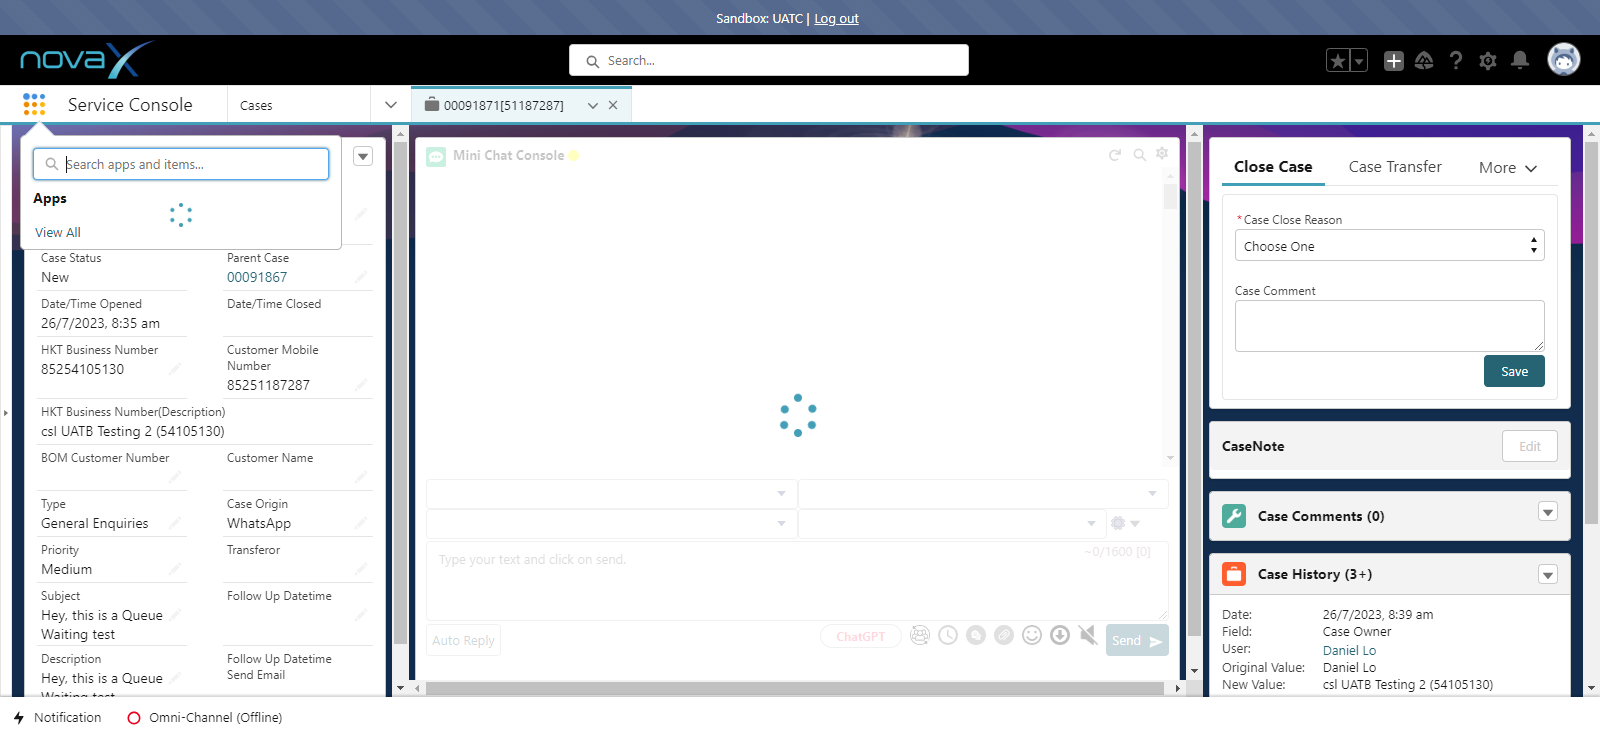 Sandbox: UATC | Log out
novaX
Search...
Service Console
Cases
00091871[51187287]
Search apps and items...
Apps
View All
Case Status
Parent Case
New
00091867
Date/Time Opened
Date/Time Closed
26/7/2023, 8:35 am
HKT Business Number
Customer Mobile
Number
85254105130
85251187287
HKT Business Number(Description)
csl UATB Testing 2 (54105130)
BOM Customer Number
Customer Name
Type
Case Origin
General Enquiries
WhatsApp
Priority
Transferor
Medium
Subject
Follow Up Datetime
Hey, this is a Queue
Waiting test
Description
Follow Up Datetime
Send Email
Hey, this is a Queue
Waiting test
Mini Chat Console
~0/1600 [0]
Type your text and click on send.
Auto Reply
ChatGPT
Send
Close Case
Case Transfer
More
*Case Close Reason
Choose One
Case Comment
Save
CaseNote
Edit
Case Comments (0)
Case History (3+)
Date: 26/7/2023, 8:39 am
Field: Case Owner
User: Daniel Lo
Original Value: Daniel Lo
New Value: csl UATB Testing 2 (54105130)
Notification
Omni-Channel (Offline)